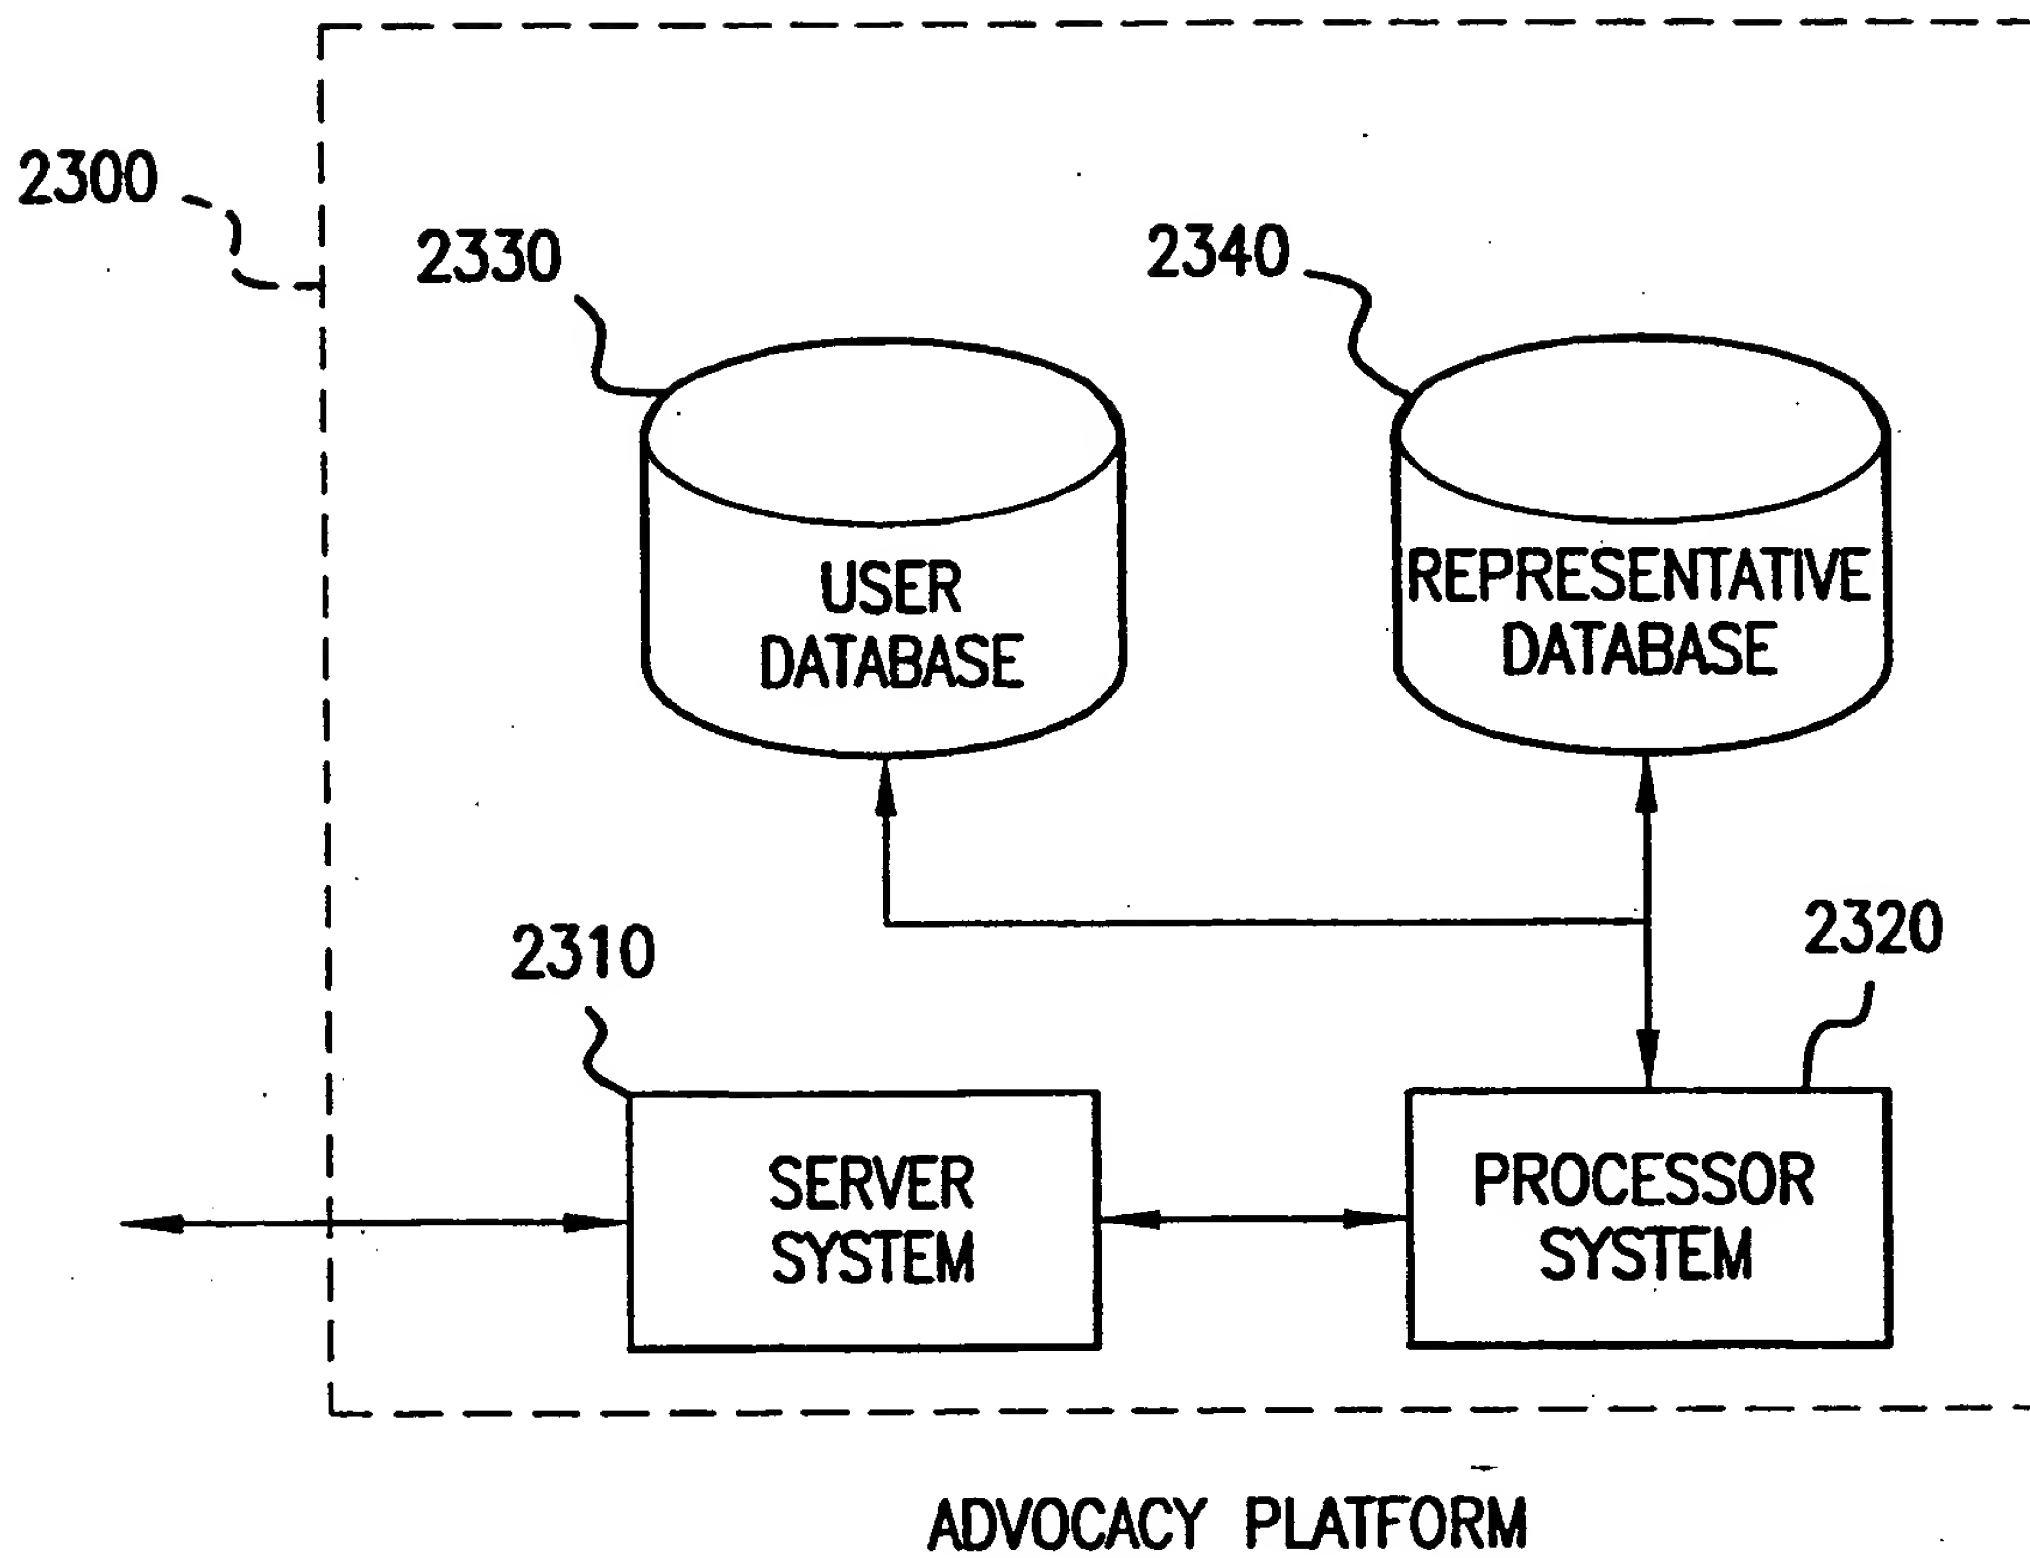 2300
2330
2340
USER
DATABASE
REPRESENTATIVE
DATABASE
2310
2320
SERVER
SYSTEM
PROCESSOR
SYSTEM
ADVOCACY PLATFORM